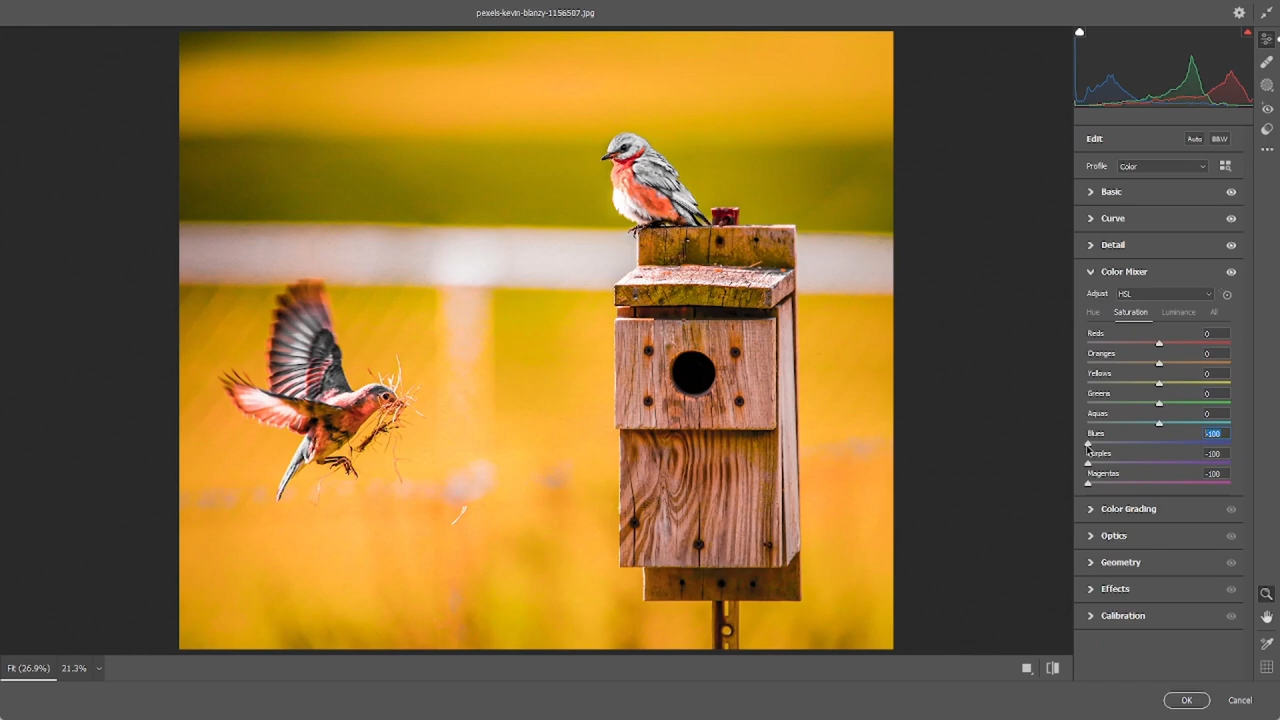 pexels-kevin-blanzy-1156507.jpg
Edit Auto B&W
Profile Color
Basic
Curve
Detail
Color Mixer
Adjust HSL
Hue Saturation Luminance All
Reds 0
Oranges 0
Yellows 0
Greens 0
Aquas 0
Blues -100
Purples -100
Magentas -100
Color Grading
Optics
Geometry
Effects
Calibration
Fit (26.9%) 21.3%
OK Cancel